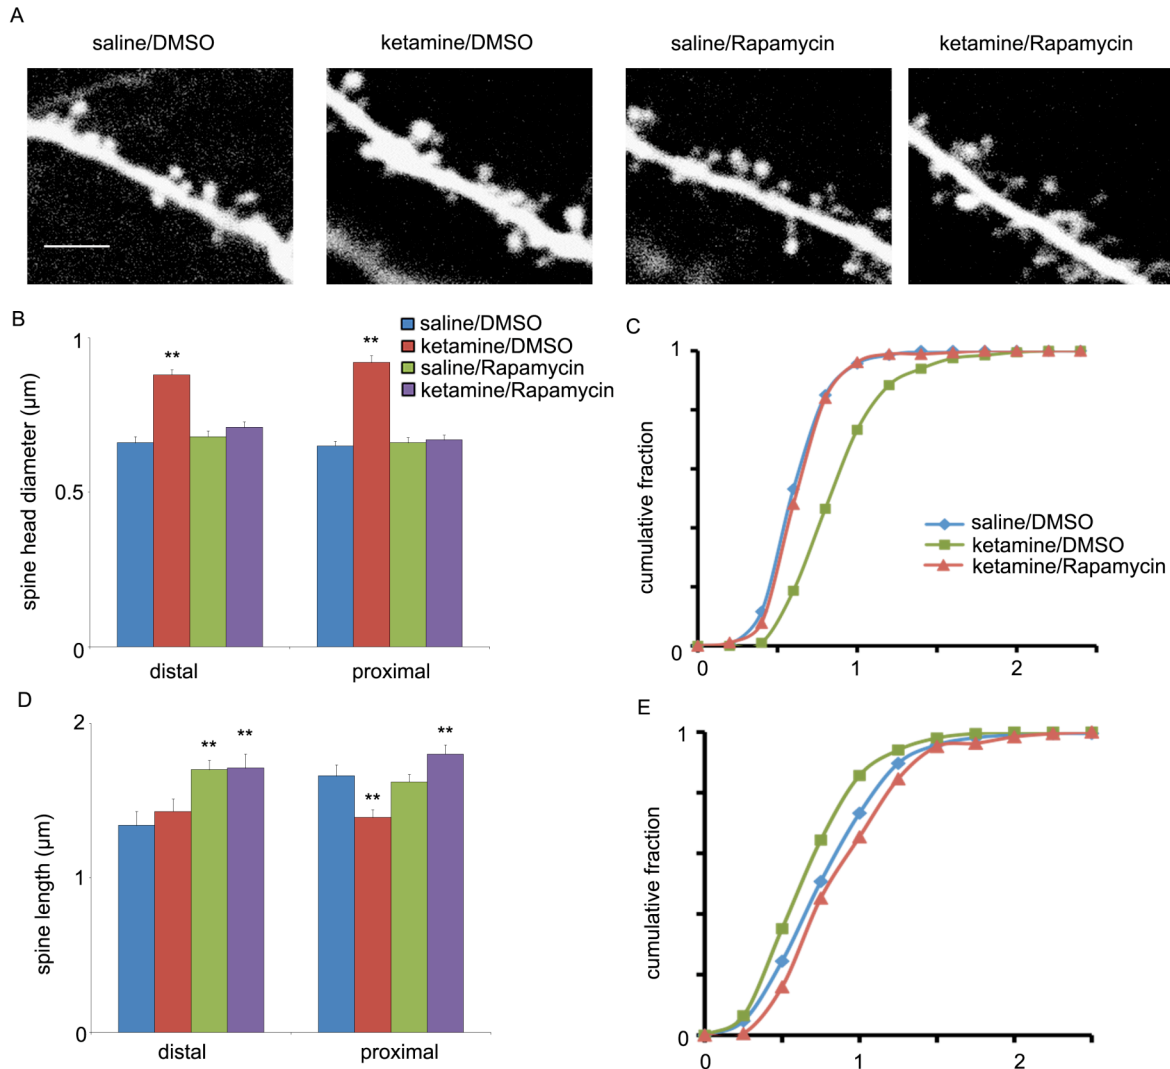 A
saline/DMSO
ketamine/DMSO
saline/Rapamycin
ketamine/Rapamycin
B
spine head diameter (μm)
1
0.5
0
**
**
distal
proximal
saline/DMSO
ketamine/DMSO
saline/Rapamycin
ketamine/Rapamycin
C
cumulative fraction
1
0
0
1
2
saline/DMSO
ketamine/DMSO
ketamine/Rapamycin
D
spine length (μm)
2
1
0
**
**
**
**
distal
proximal
E
cumulative fraction
1
0
0
1
2